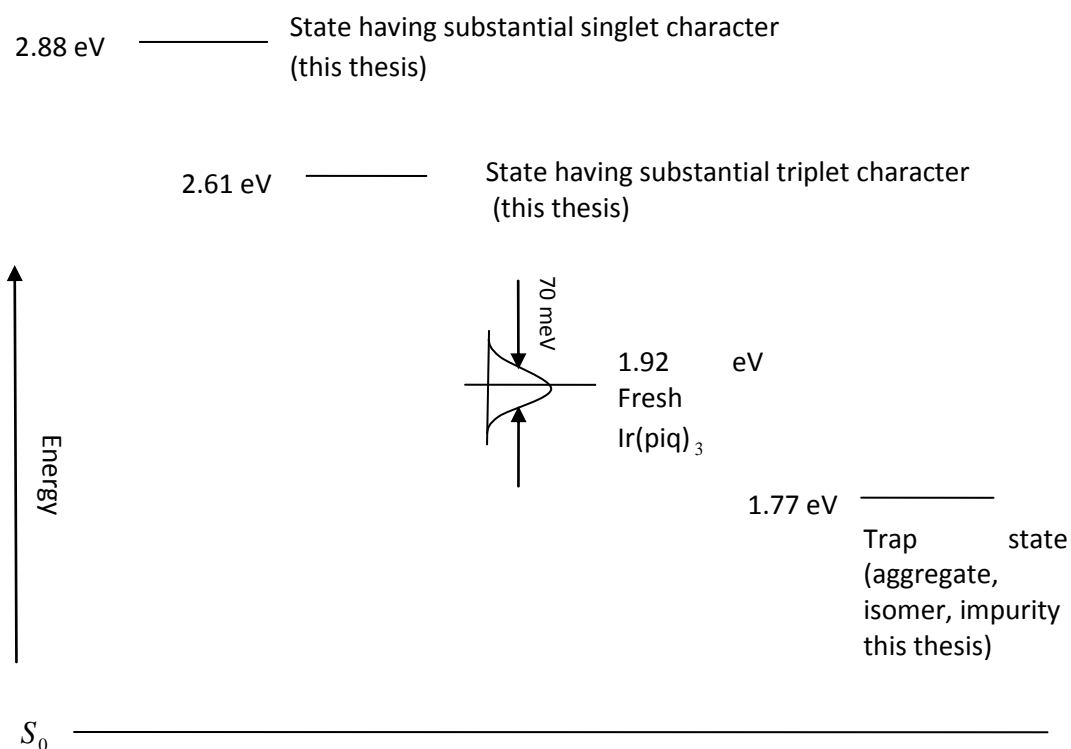 2.88 eV
State having substantial singlet character
(this thesis)
2.61 eV
State having substantial triplet character
(this thesis)
70 meV
1.92 eV
Fresh
Ir(piq)₃
Energy
1.77 eV
Trap state
(aggregate,
isomer, impurity
this thesis)
S₀